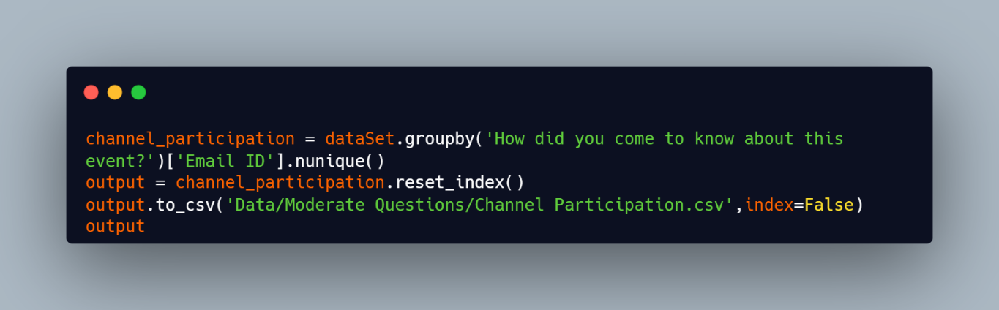 channel_participation = dataSet.groupby('How did you come to know about this
event?')['Email ID'].nunique()
output = channel_participation.reset_index()
output.to_csv('Data/Moderate Questions/Channel Participation.csv',index=False)
output